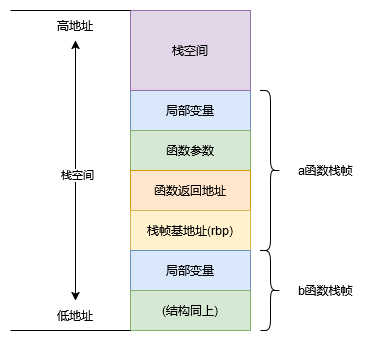 高地址
栈空间
局部变量
函数参数
a函数栈帧
栈空间
函数返回地址
栈帧基地址(rbp)
局部变量
b函数栈帧
低地址
(结构同上)